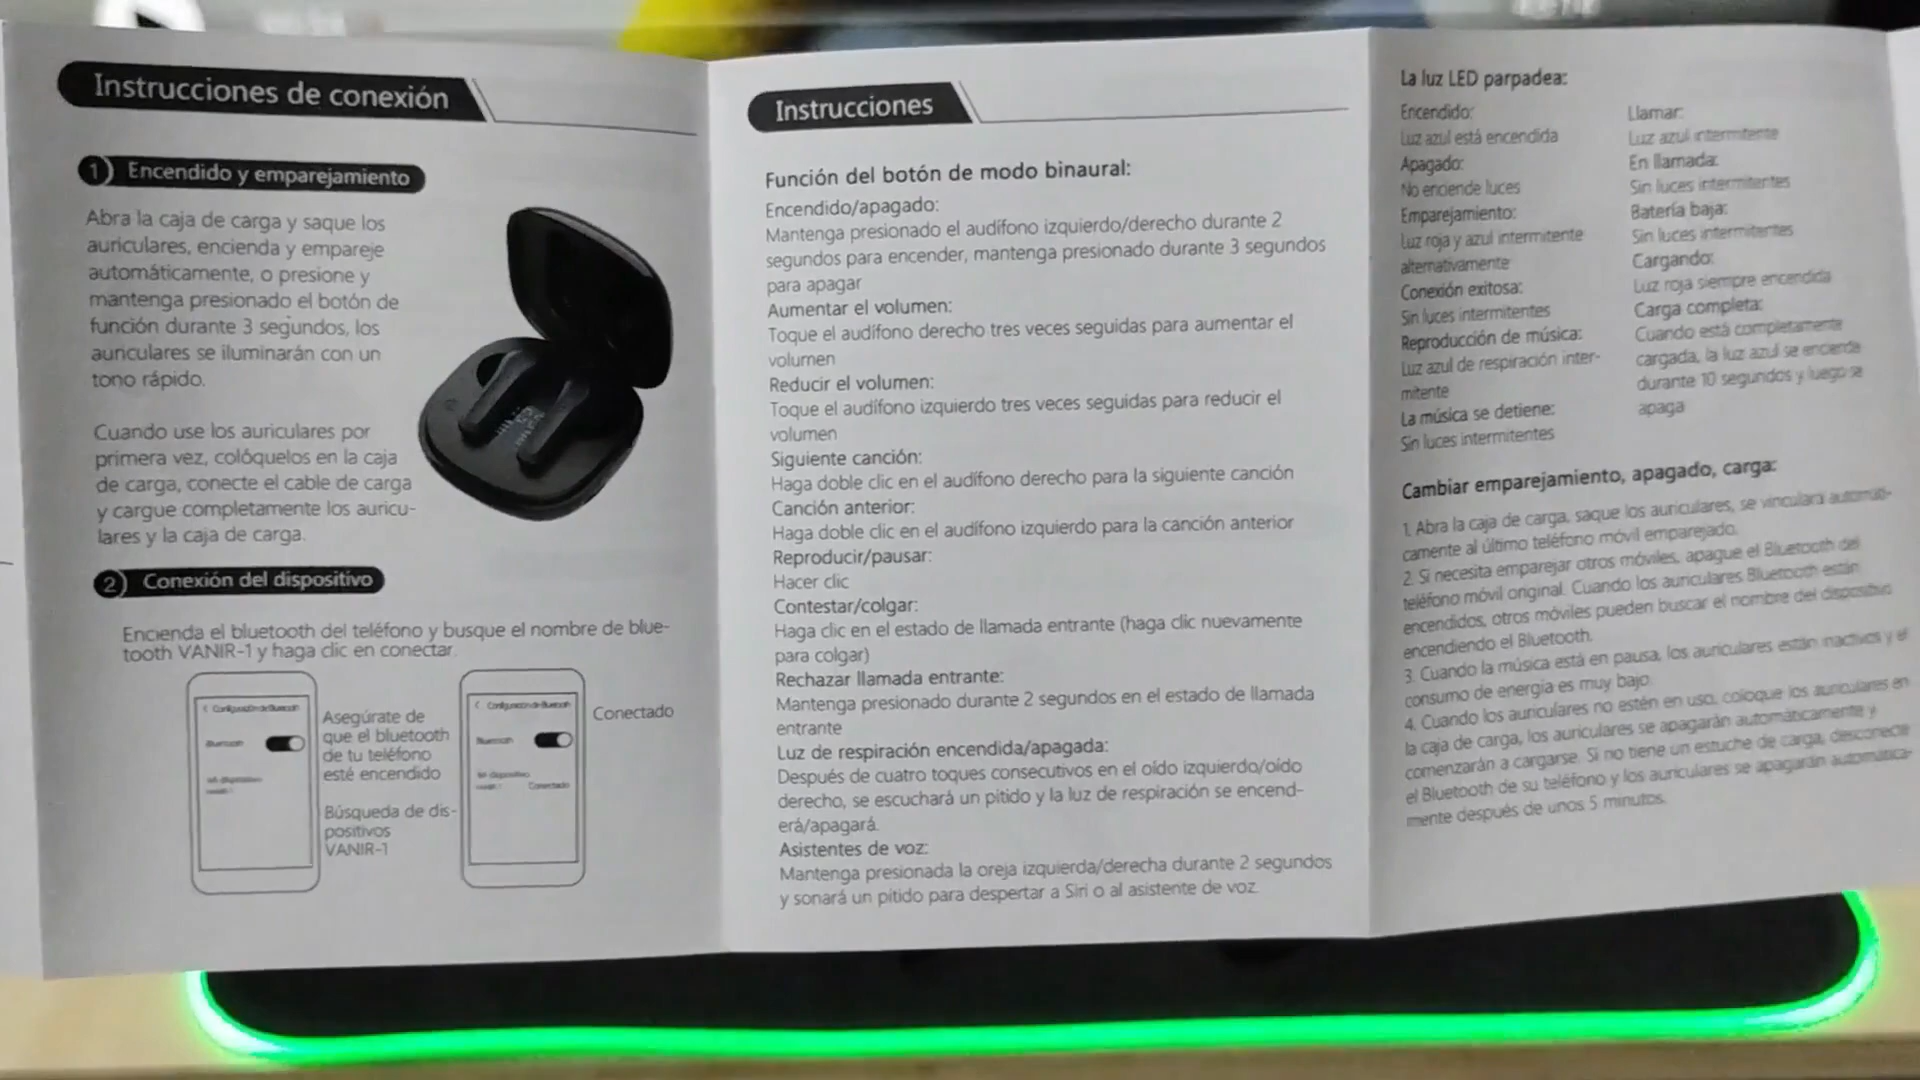 Instrucciones de conexión
1 Encendido y emparejamiento
Abra la caja de carga y saque los
auriculares, encienda y empareje
automáticamente, o presione y
mantenga presionado el botón de
función durante 3 segundos, los
auriculares se iluminarán con un
tono rápido.
Cuando use los auriculares por
primera vez, colóquelos en la caja
de carga, conecte el cable de carga
y cargue completamente los auricu-
lares y la caja de carga.
2 Conexión del dispositivo
Encienda el bluetooth del teléfono y busque el nombre de blue-
tooth VANIR-1 y haga clic en conectar.
Configuración de Bluetooth
Bluetooth
Asegúrate de
que el bluetooth
de tu teléfono
esté encendido
Búsqueda de dis-
positivos
VANIR-1
Configuración de Bluetooth
Bluetooth
Conectado
Conectado
Instrucciones
Función del botón de modo binaural:
Encendido/apagado:
Mantenga presionado el audífono izquierdo/derecho durante 2
segundos para encender, mantenga presionado durante 3 segundos
para apagar
Aumentar el volumen:
Toque el audífono derecho tres veces seguidas para aumentar el
volumen
Reducir el volumen:
Toque el audífono izquierdo tres veces seguidas para reducir el
volumen
Siguiente canción:
Haga doble clic en el audífono derecho para la siguiente canción
Canción anterior:
Haga doble clic en el audífono izquierdo para la canción anterior
Reproducir/pausar:
Hacer clic
Contestar/colgar:
Haga clic en el estado de llamada entrante (haga clic nuevamente
para colgar)
Rechazar llamada entrante:
Mantenga presionado durante 2 segundos en el estado de llamada
entrante
Luz de respiración encendida/apagada:
Después de cuatro toques consecutivos en el oído izquierdo/oído
derecho, se escuchará un pitido y la luz de respiración se encend-
erá/apagará.
Asistentes de voz:
Mantenga presionada la oreja izquierda/derecha durante 2 segundos
y sonará un pitido para despertar a Siri o al asistente de voz.
La luz LED parpadea:
Encendido:
Luz azul está encendida
Apagado:
No enciende luces
Emparejamiento:
Luz roja y azul intermitente
alternativamente
Conexión exitosa:
Sin luces intermitentes
Reproducción de música:
Luz azul de respiración inter-
mitente
La música se detiene:
Sin luces intermitentes
Llamar:
Luz azul intermitente
En llamada:
Sin luces intermitentes
Batería baja:
Sin luces intermitentes
Cargando:
Luz roja siempre encendida
Carga completa:
Cuando está completamente
cargada, la luz azul se encierde
durante 10 segundos y luego se
apaga
Cambiar emparejamiento, apagado, carga:
1. Abra la caja de carga, saque los auriculares, se vinculará automáti-
camente al último teléfono móvil emparejado.
2. Si necesita emparejar otros móviles, apague el Bluetooth del
teléfono móvil original. Cuando los auriculares Bluetooth están
encendidos, otros móviles pueden buscar el nombre del dispositivo
encendiendo el Bluetooth.
3. Cuando la música está en pausa, los auriculares están inactivos y el
consumo de energía es muy bajo.
4. Cuando los auriculares no estén en uso, coloque los auriculares en
la caja de carga, los auriculares se apagarán automáticamente y
comenzarán a cargarse. Si no tiene un estuche de carga, desconecte
el Bluetooth de su teléfono y los auriculares se apagarán automática-
mente después de unos 5 minutos.